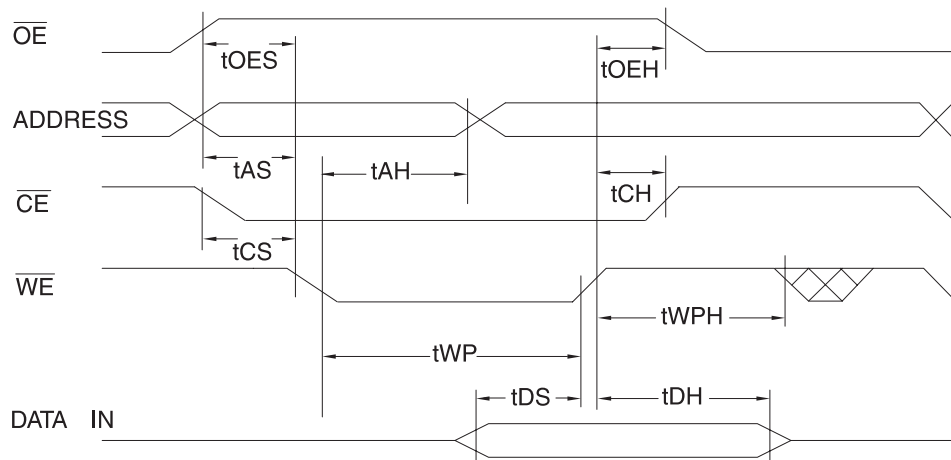 OE
tOES
tOEH
ADDRESS
tAS
tAH
tCH
CE
tCS
WE
tWPH
tWP
tDS
tDH
DATA IN